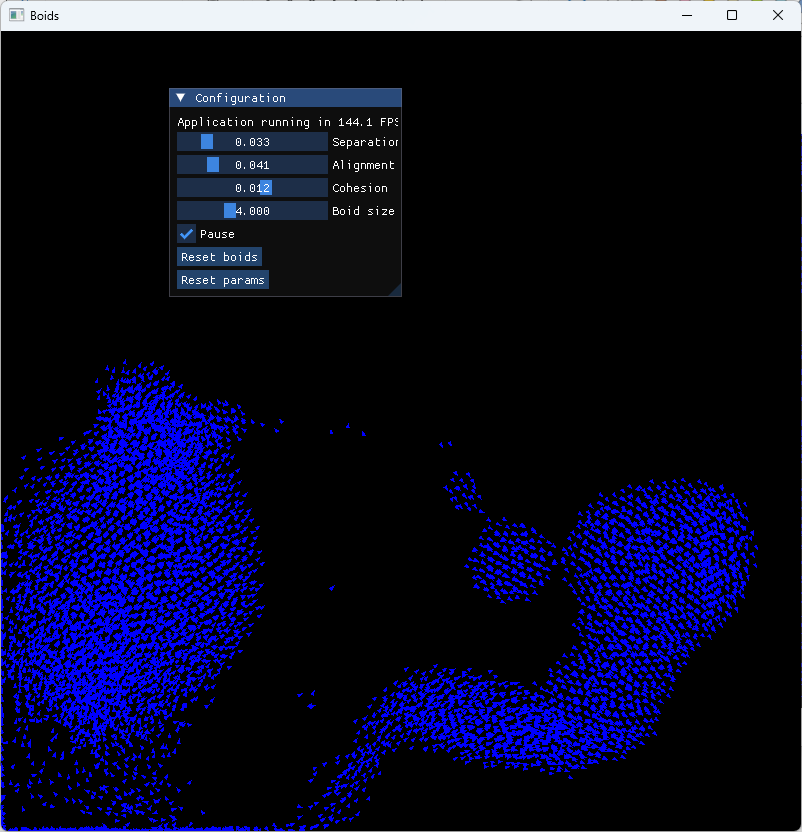 Boids
Configuration
Application running in 144.1 FPS
0.033 Separation
0.041 Alignment
0.012 Cohesion
4.000 Boid size
Pause
Reset boids
Reset params